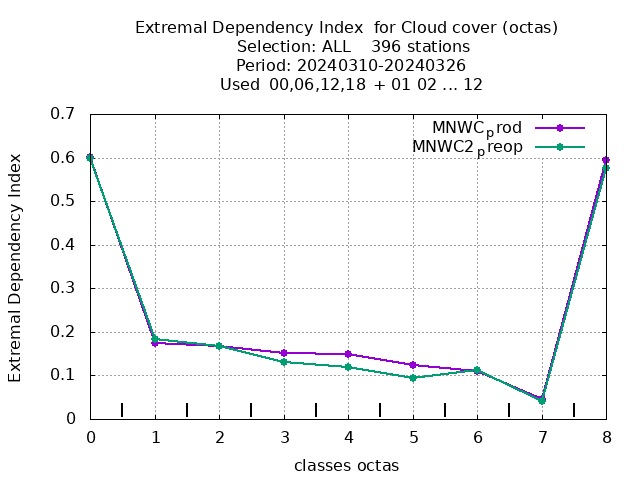 Extremal Dependency Index  for Cloud cover (octas)
Selection: ALL    396 stations
Period: 20240310-20240326
Used  00,06,12,18  + 01 02 ... 12
MNWCprod
MNWC2preop
0.7
0.6
0.5
0.4
0.3
0.2
0.1
0
Extremal Dependency Index
0 1 2 3 4 5 6 7 8
classes octas